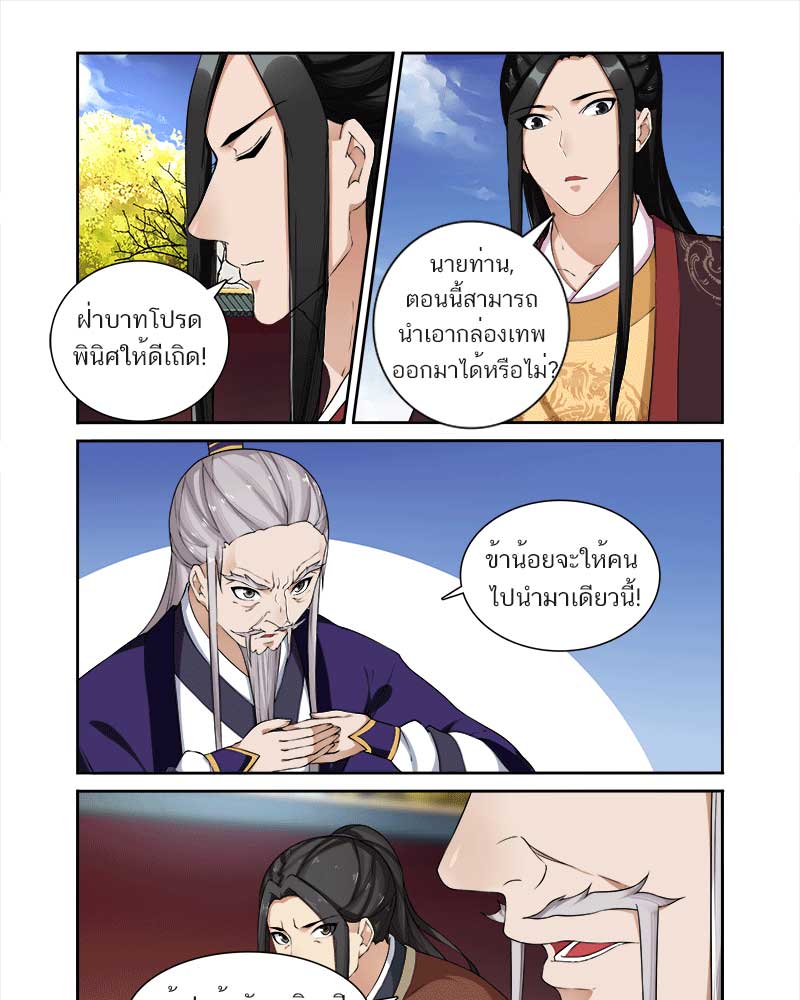 ฝ่าบาทโปรด
พินิศให้ดีเถิด!
นายท่าน,
ตอนนี้สามารถ
นำเอากล่องเทพ
ออกมาได้หรือไม่?
ข้าน้อยจะให้คน
ไปนำมาเดียวนี้!